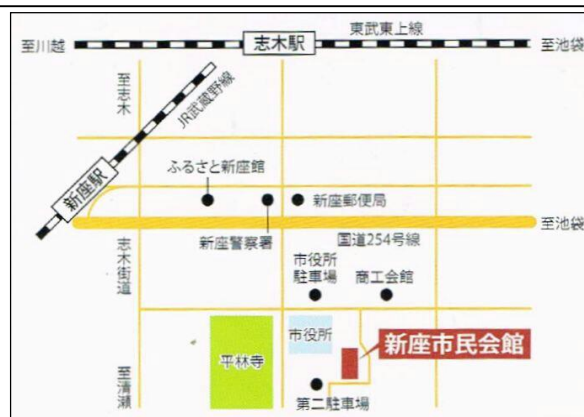 東武東上線
至川越
志木駅
至池袋
至志木
JR武蔵野線
新座駅
ふるさと新座館
新座郵便局
至池袋
新座警察署
国道254号線
志木街道
市役所
駐車場
商工会館
市役所
平林寺
新座市民会館
至清瀬
第二駐車場